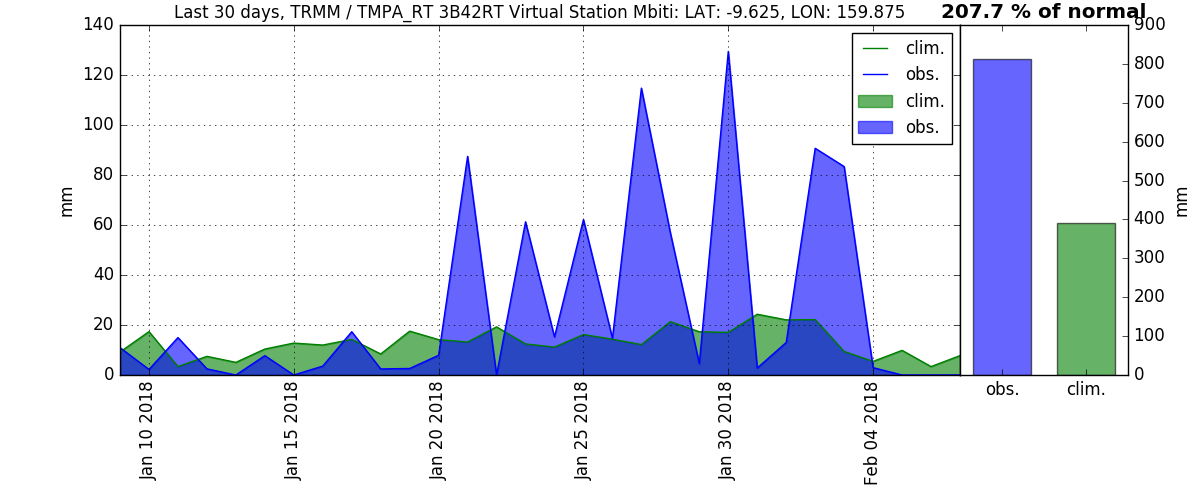 Last 30 days, TRMM / TMPA_RT 3B42RT Virtual Station Mbiti: LAT: -9.625, LON: 159.875
207.7 % of normal
140
120
100
80
60
40
20
0
mm
clim.
obs.
clim.
obs.
Jan 10 2018
Jan 15 2018
Jan 20 2018
Jan 25 2018
Jan 30 2018
Feb 04 2018
900
800
700
600
500
400
300
200
100
0
mm
obs.
clim.